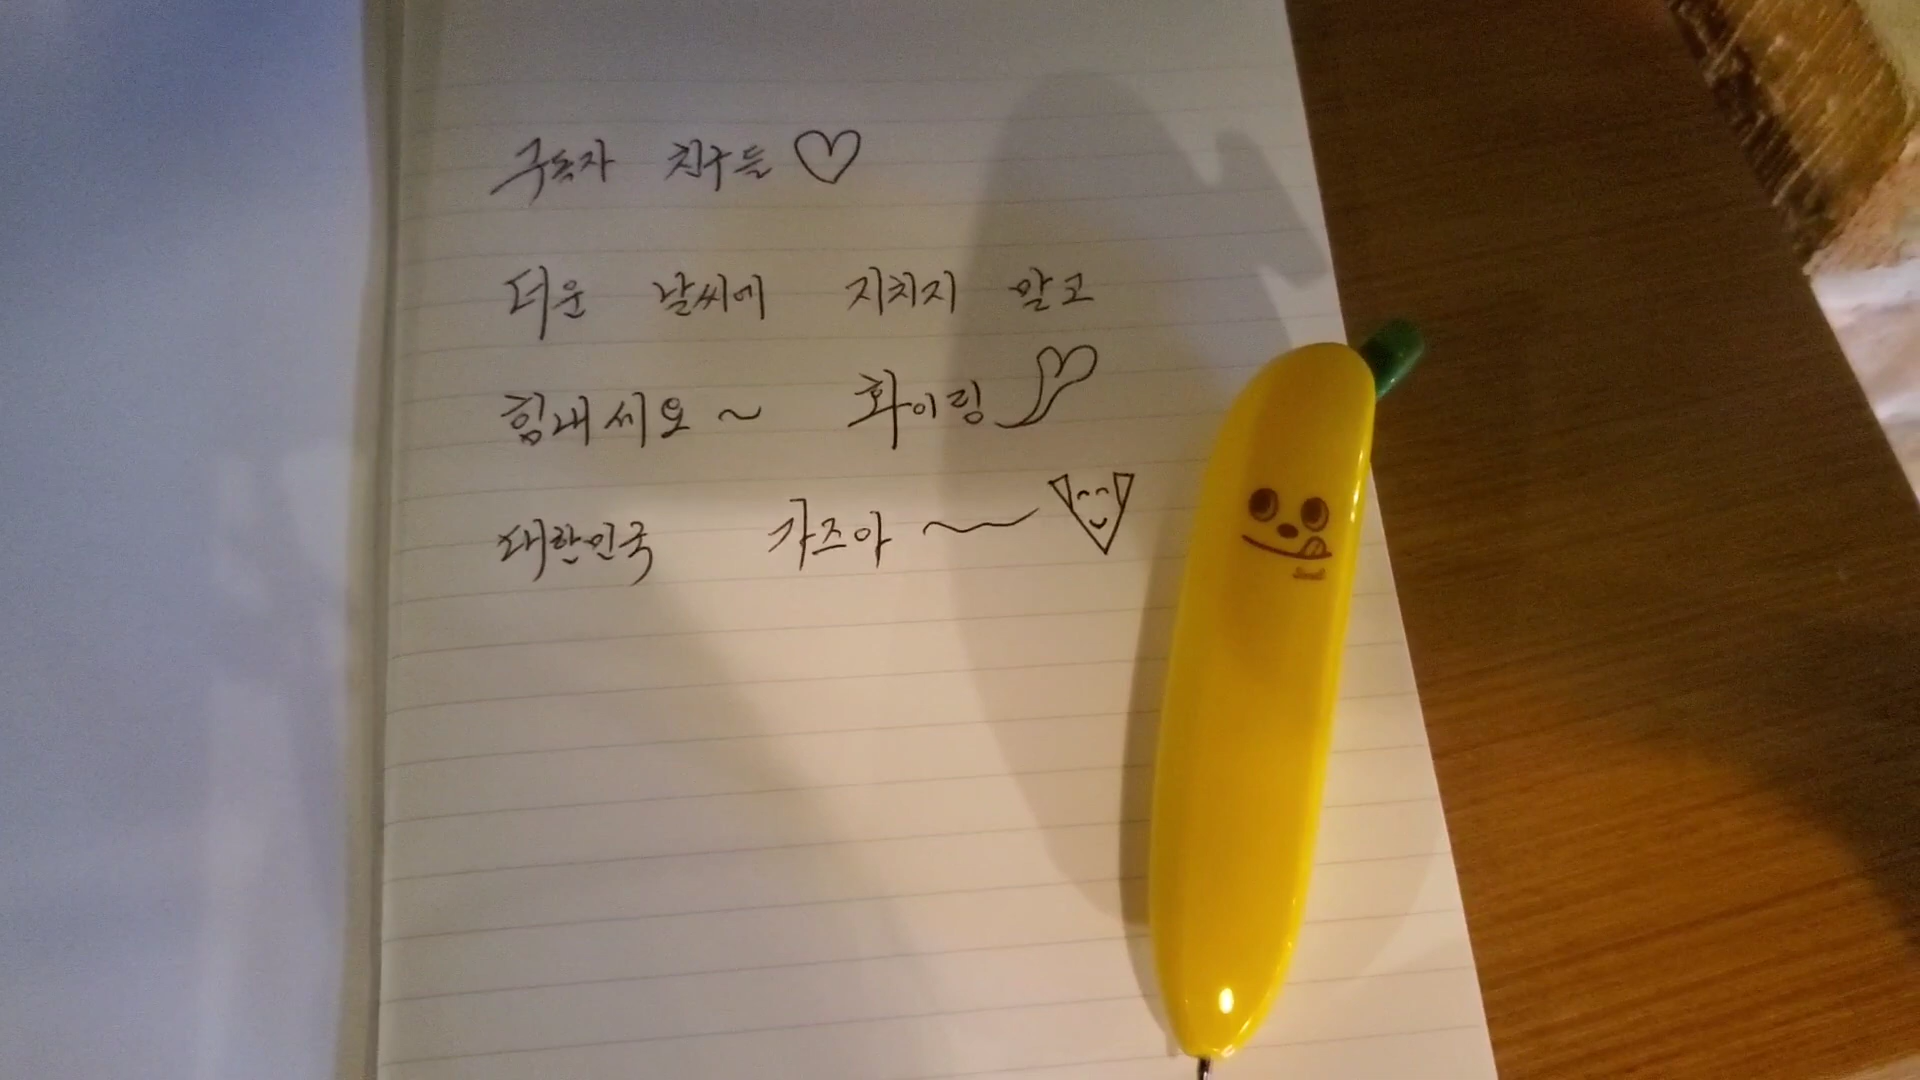 구독자 친구들♡
더운 날씨에 지치지 말고
힘내세요~ 화이링
대한민국 가즈아~